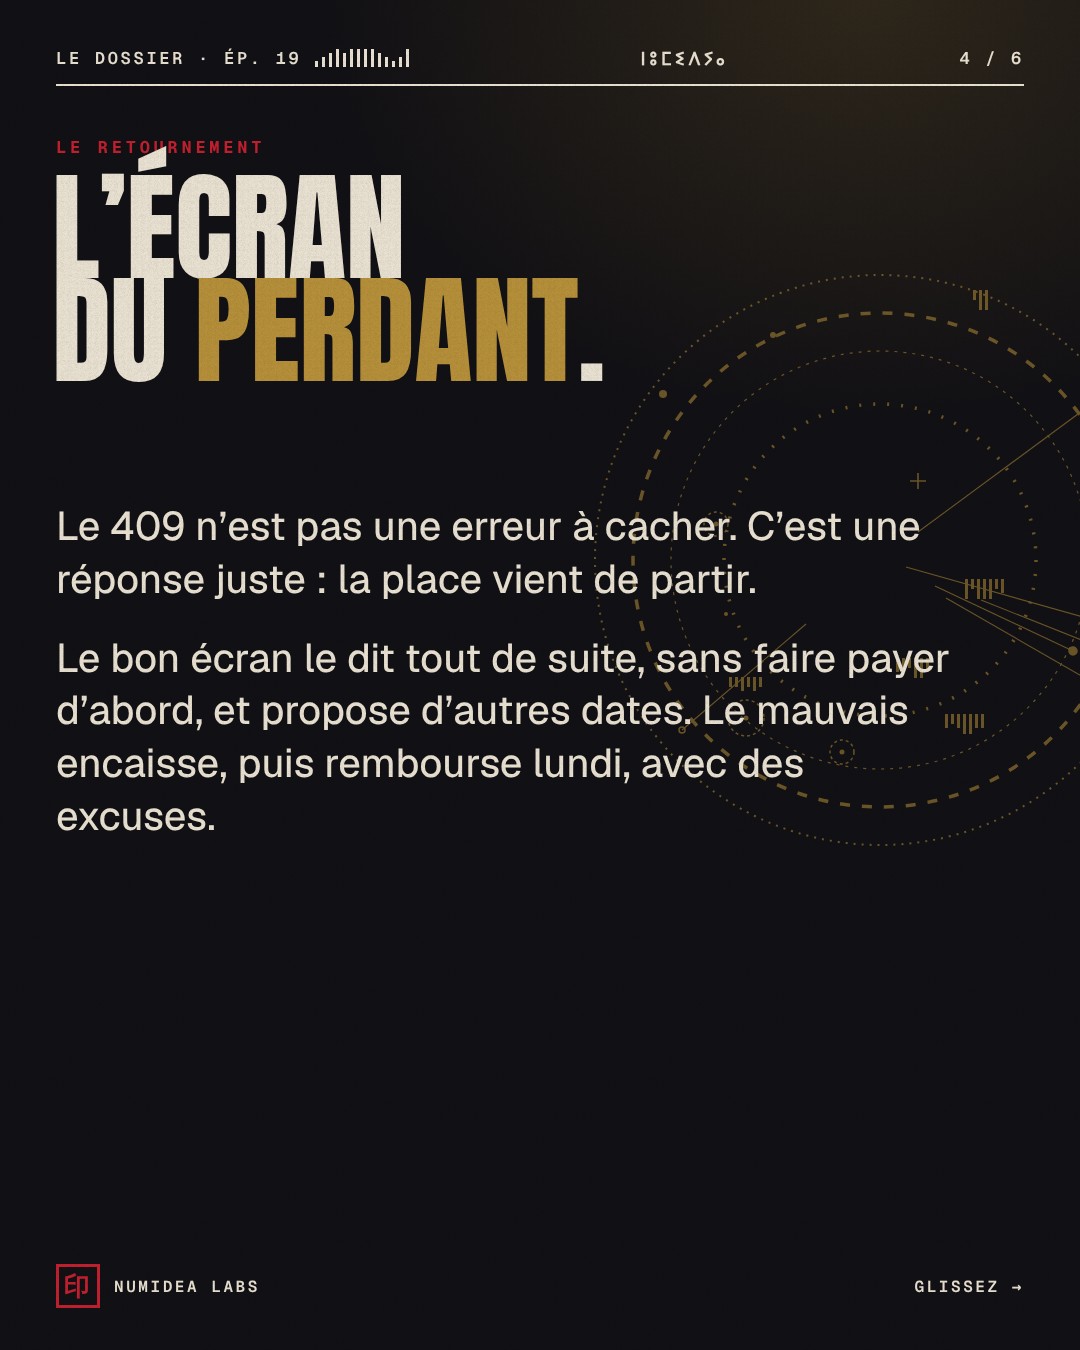 LE DOSSIER · ÉP. 19
4 / 6
LE RETOURNEMENT
L’ÉCRAN
DU PERDANT.
Le 409 n’est pas une erreur à cacher. C’est une
réponse juste : la place vient de partir.
Le bon écran le dit tout de suite, sans faire payer
d’abord, et propose d’autres dates. Le mauvais
encaisse, puis rembourse lundi, avec des
excuses.
印 NUMIDEA LABS
GLISSEZ →